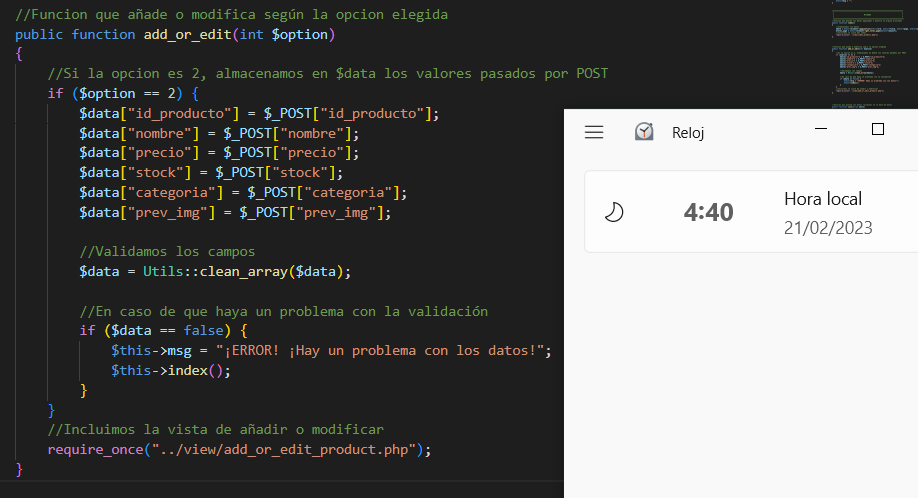 //Funcion que añade o modifica según la opcion elegida
public function add_or_edit(int $option)
{
//Si la opcion es 2, almacenamos en $data los valores pasados por POST
if ($option == 2) {
$data["id_producto"] = $_POST["id_producto"];
$data["nombre"] = $_POST["nombre"];
$data["precio"] = $_POST["precio"];
$data["stock"] = $_POST["stock"];
$data["categoria"] = $_POST["categoria"];
$data["prev_img"] = $_POST["prev_img"];
//Validamos los campos
$data = Utils::clean_array($data);
//En caso de que haya un problema con la validación
if ($data == false) {
$this->msg = "¡ERROR! ¡Hay un problema con los datos!";
$this->index();
}
}
//Incluimos la vista de añadir o modificar
require_once("../view/add_or_edit_product.php");
}
Reloj
4:40
Hora local
21/02/2023